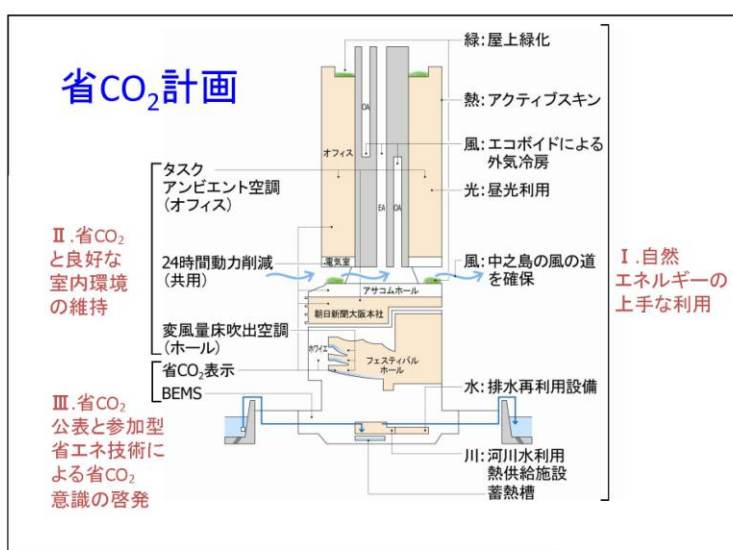 省CO₂計画
緑:屋上緑化
熱:アクティブスキン
風:エコボイドによる
外気冷房
光:昼光利用
風:中之島の風の道
を確保
水:排水再利用設備
川:河川水利用
熱供給施設
蓄熱槽
Ⅰ.自然
エネルギーの
上手な利用
タスク
アンビエント空調
(オフィス)
24時間動力削減
(共用)
変風量床吹出空調
(ホール)
省CO₂表示
BEMS
Ⅱ.省CO₂
と良好な
室内環境
の維持
Ⅲ.省CO₂
公表と参加型
省エネ技術に
よる省CO₂
意識の啓発
OA
オフィス
EA
OA
電気室
アサコムホール
朝日新聞大阪本社
ホワイエ
フェスティバル
ホール